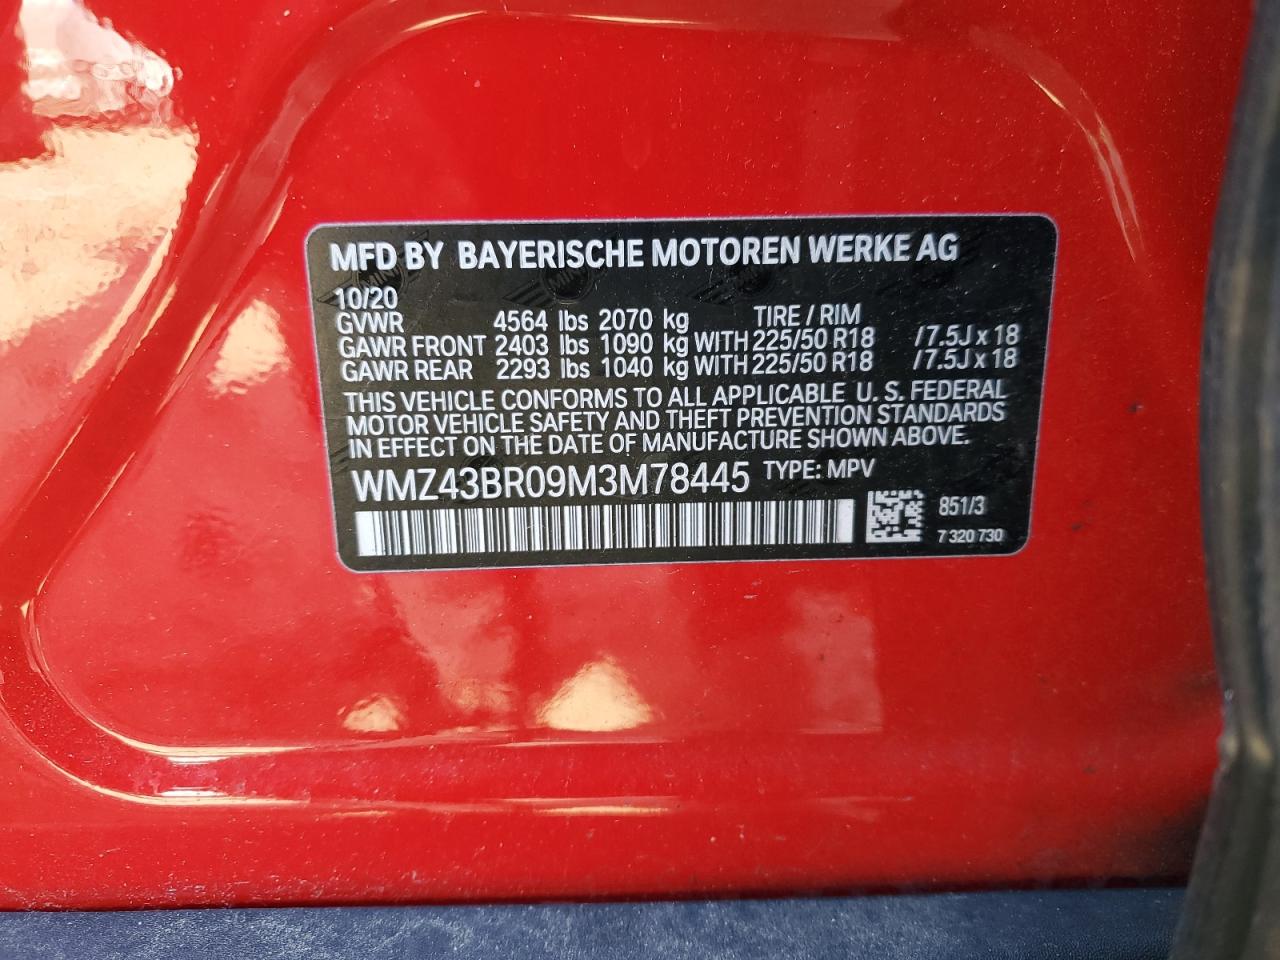 MFD BY BAYERISCHE MOTOREN WERKE AG
10/20
GVWR 4564 lbs 2070 kg TIRE / RIM
GAWR FRONT 2403 lbs 1090 kg WITH 225/50 R18 /7.5J x 18
GAWR REAR 2293 lbs 1040 kg WITH 225/50 R18 /7.5J x 18
THIS VEHICLE CONFORMS TO ALL APPLICABLE U. S. FEDERAL
MOTOR VEHICLE SAFETY AND THEFT PREVENTION STANDARDS
IN EFFECT ON THE DATE OF MANUFACTURE SHOWN ABOVE.
WMZ43BR09M3M78445 TYPE: MPV
851/3
7 320 730